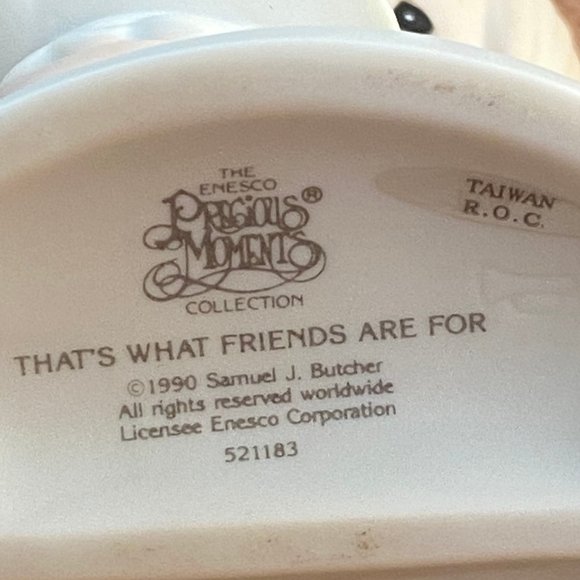 THE
ENESCO
PRECIOUS®
MOMENTS
COLLECTION
TAIWAN
R.O.C.
THAT'S WHAT FRIENDS ARE FOR
©1990 Samuel J. Butcher
All rights reserved worldwide
Licensee Enesco Corporation
521183